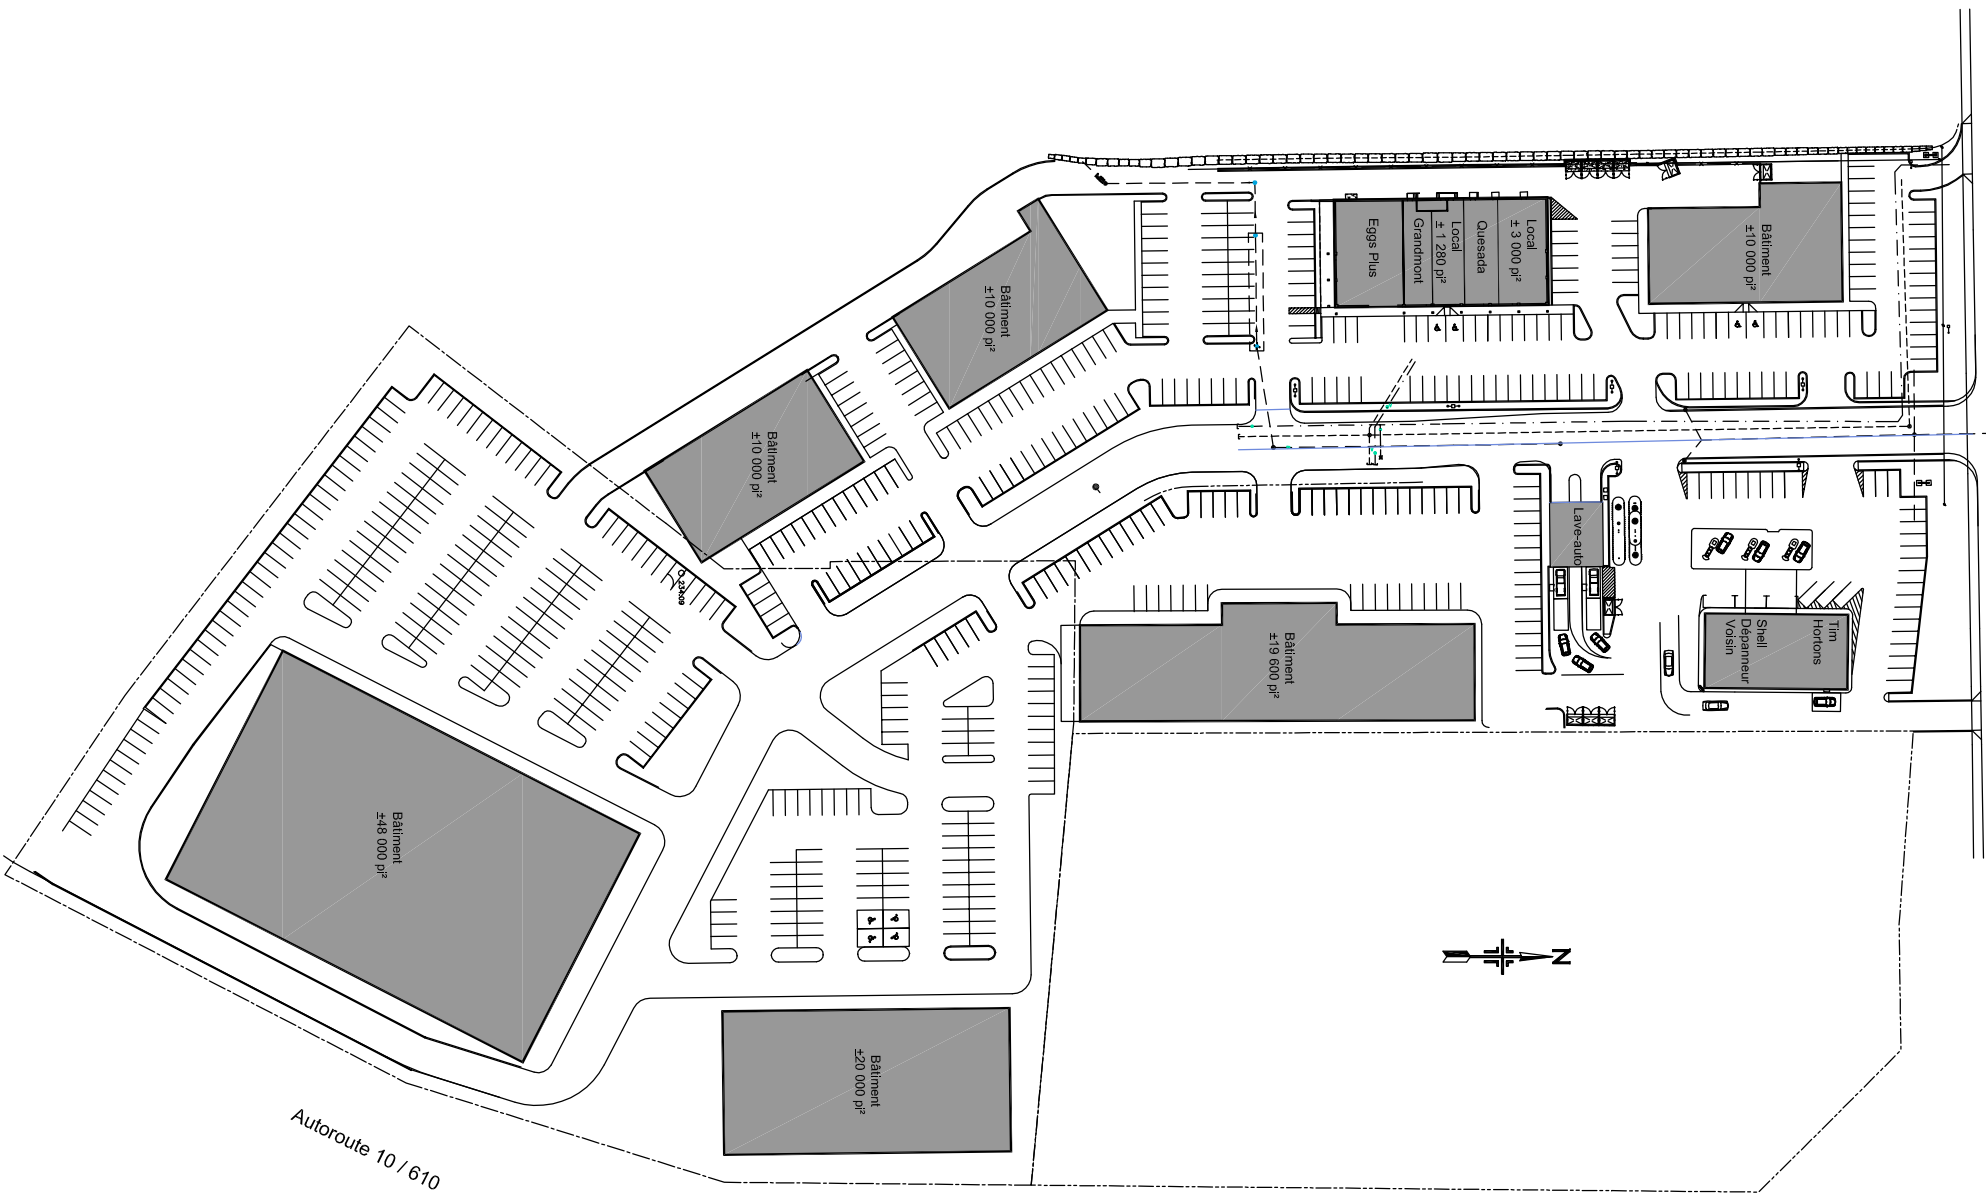 Eggs Plus
Grandmont
Local
± 1 280 pi²
Quesada
Local
± 3 000 pi²
Bâtiment
±10 000 pi²
Bâtiment
±10 000 pi²
Bâtiment
±10 000 pi²
234.09
Lave-auto
Tim
Hortons
Shell
Dépanneur
Voisin
Bâtiment
±19 600 pi²
Bâtiment
±48 000 pi²
Bâtiment
±20 000 pi²
N
Autoroute 10 / 610